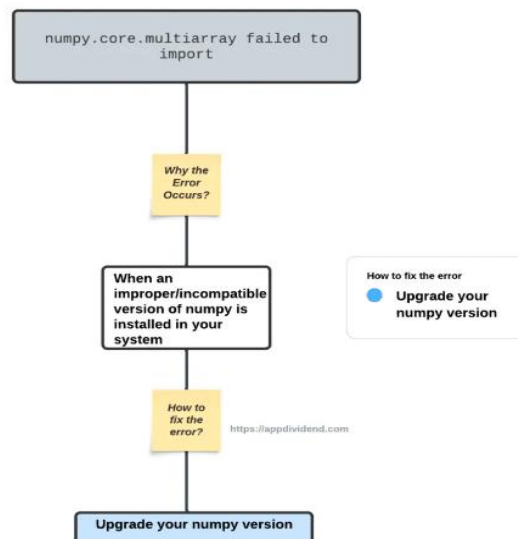 numpy.core.multiarray failed to
import
Why the
Error
Occurs?
When an
improper/incompatible
version of numpy is
installed in your
system
How to fix the error
Upgrade your
numpy version
How to
fix the
error?
https://appdividend.com
Upgrade your numpy version